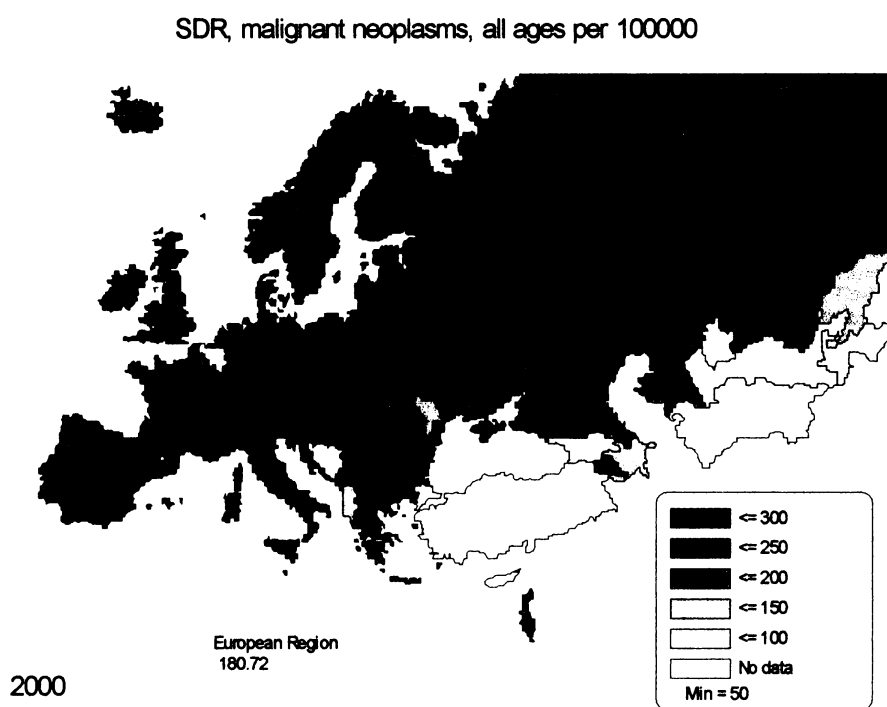 SDR, malignant neoplasms, all ages per 100000
<= 300
<= 250
<= 200
<= 150
<= 100
No data
Min = 50
European Region
180.72
2000